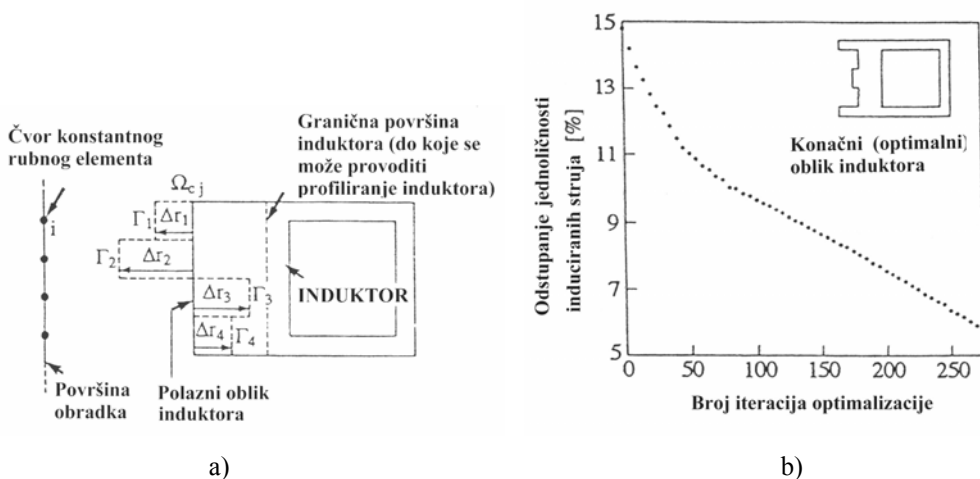 Čvor konstantnog
rubnog elementa
i
Ω c j
Γ1
Δr1
Γ2
Δr2
Δr3
Γ3
Δr4
Γ4
Granična površina
induktora (do koje se
može provoditi
profiliranje induktora)
INDUKTOR
Površina
obradka
Polazni oblik
induktora
a)
Odstupanje jednoličnosti
induciranih struja [%]
15
13
11
9
7
5
0
50
100
150
200
250
Konačni (optimalni)
oblik induktora
Broj iteracija optimalizacije
b)